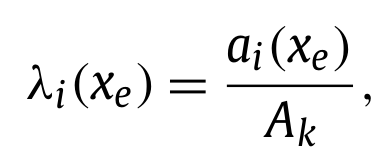 λ_i(x_e) = a_i(x_e) / A_k,